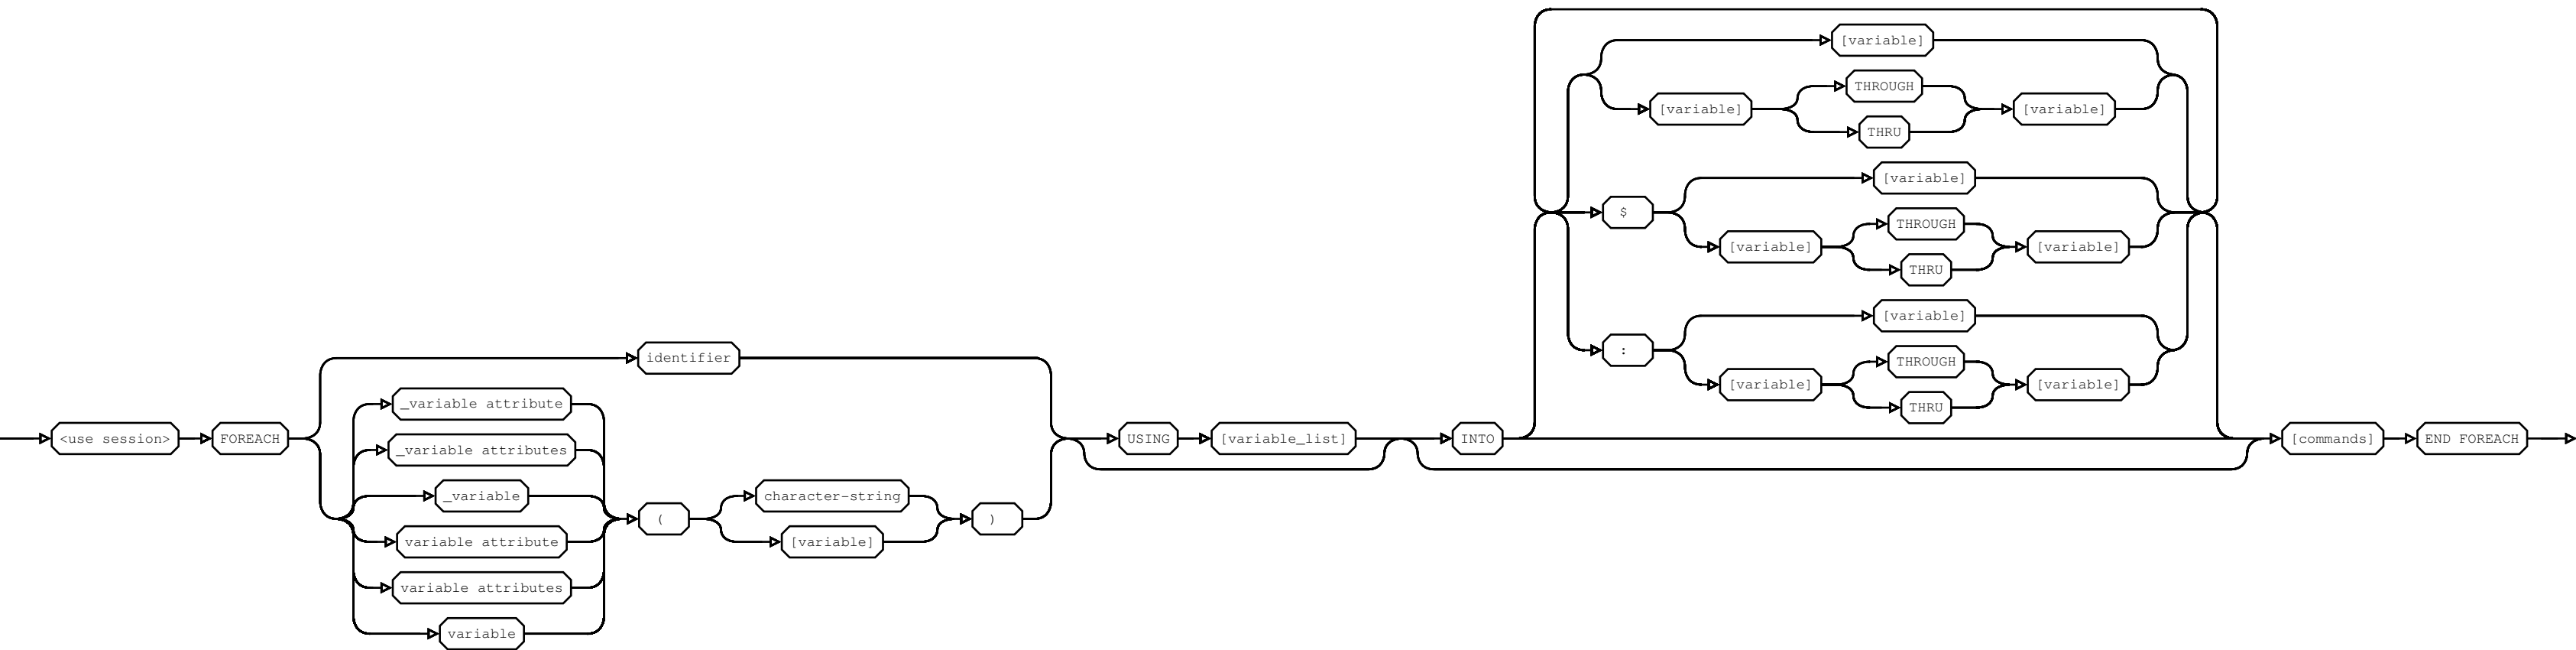 [variable]
THROUGH
[variable] [variable]
THRU
[variable]
$
THROUGH
[variable] [variable]
THRU
[variable]
:
THROUGH
[variable] [variable]
THRU
identifier
_variable attribute
<use session> FOREACH USING [variable_list] INTO [commands] END FOREACH
_variable attributes
_variable character-string
( )
variable attribute [variable]
variable attributes
variable